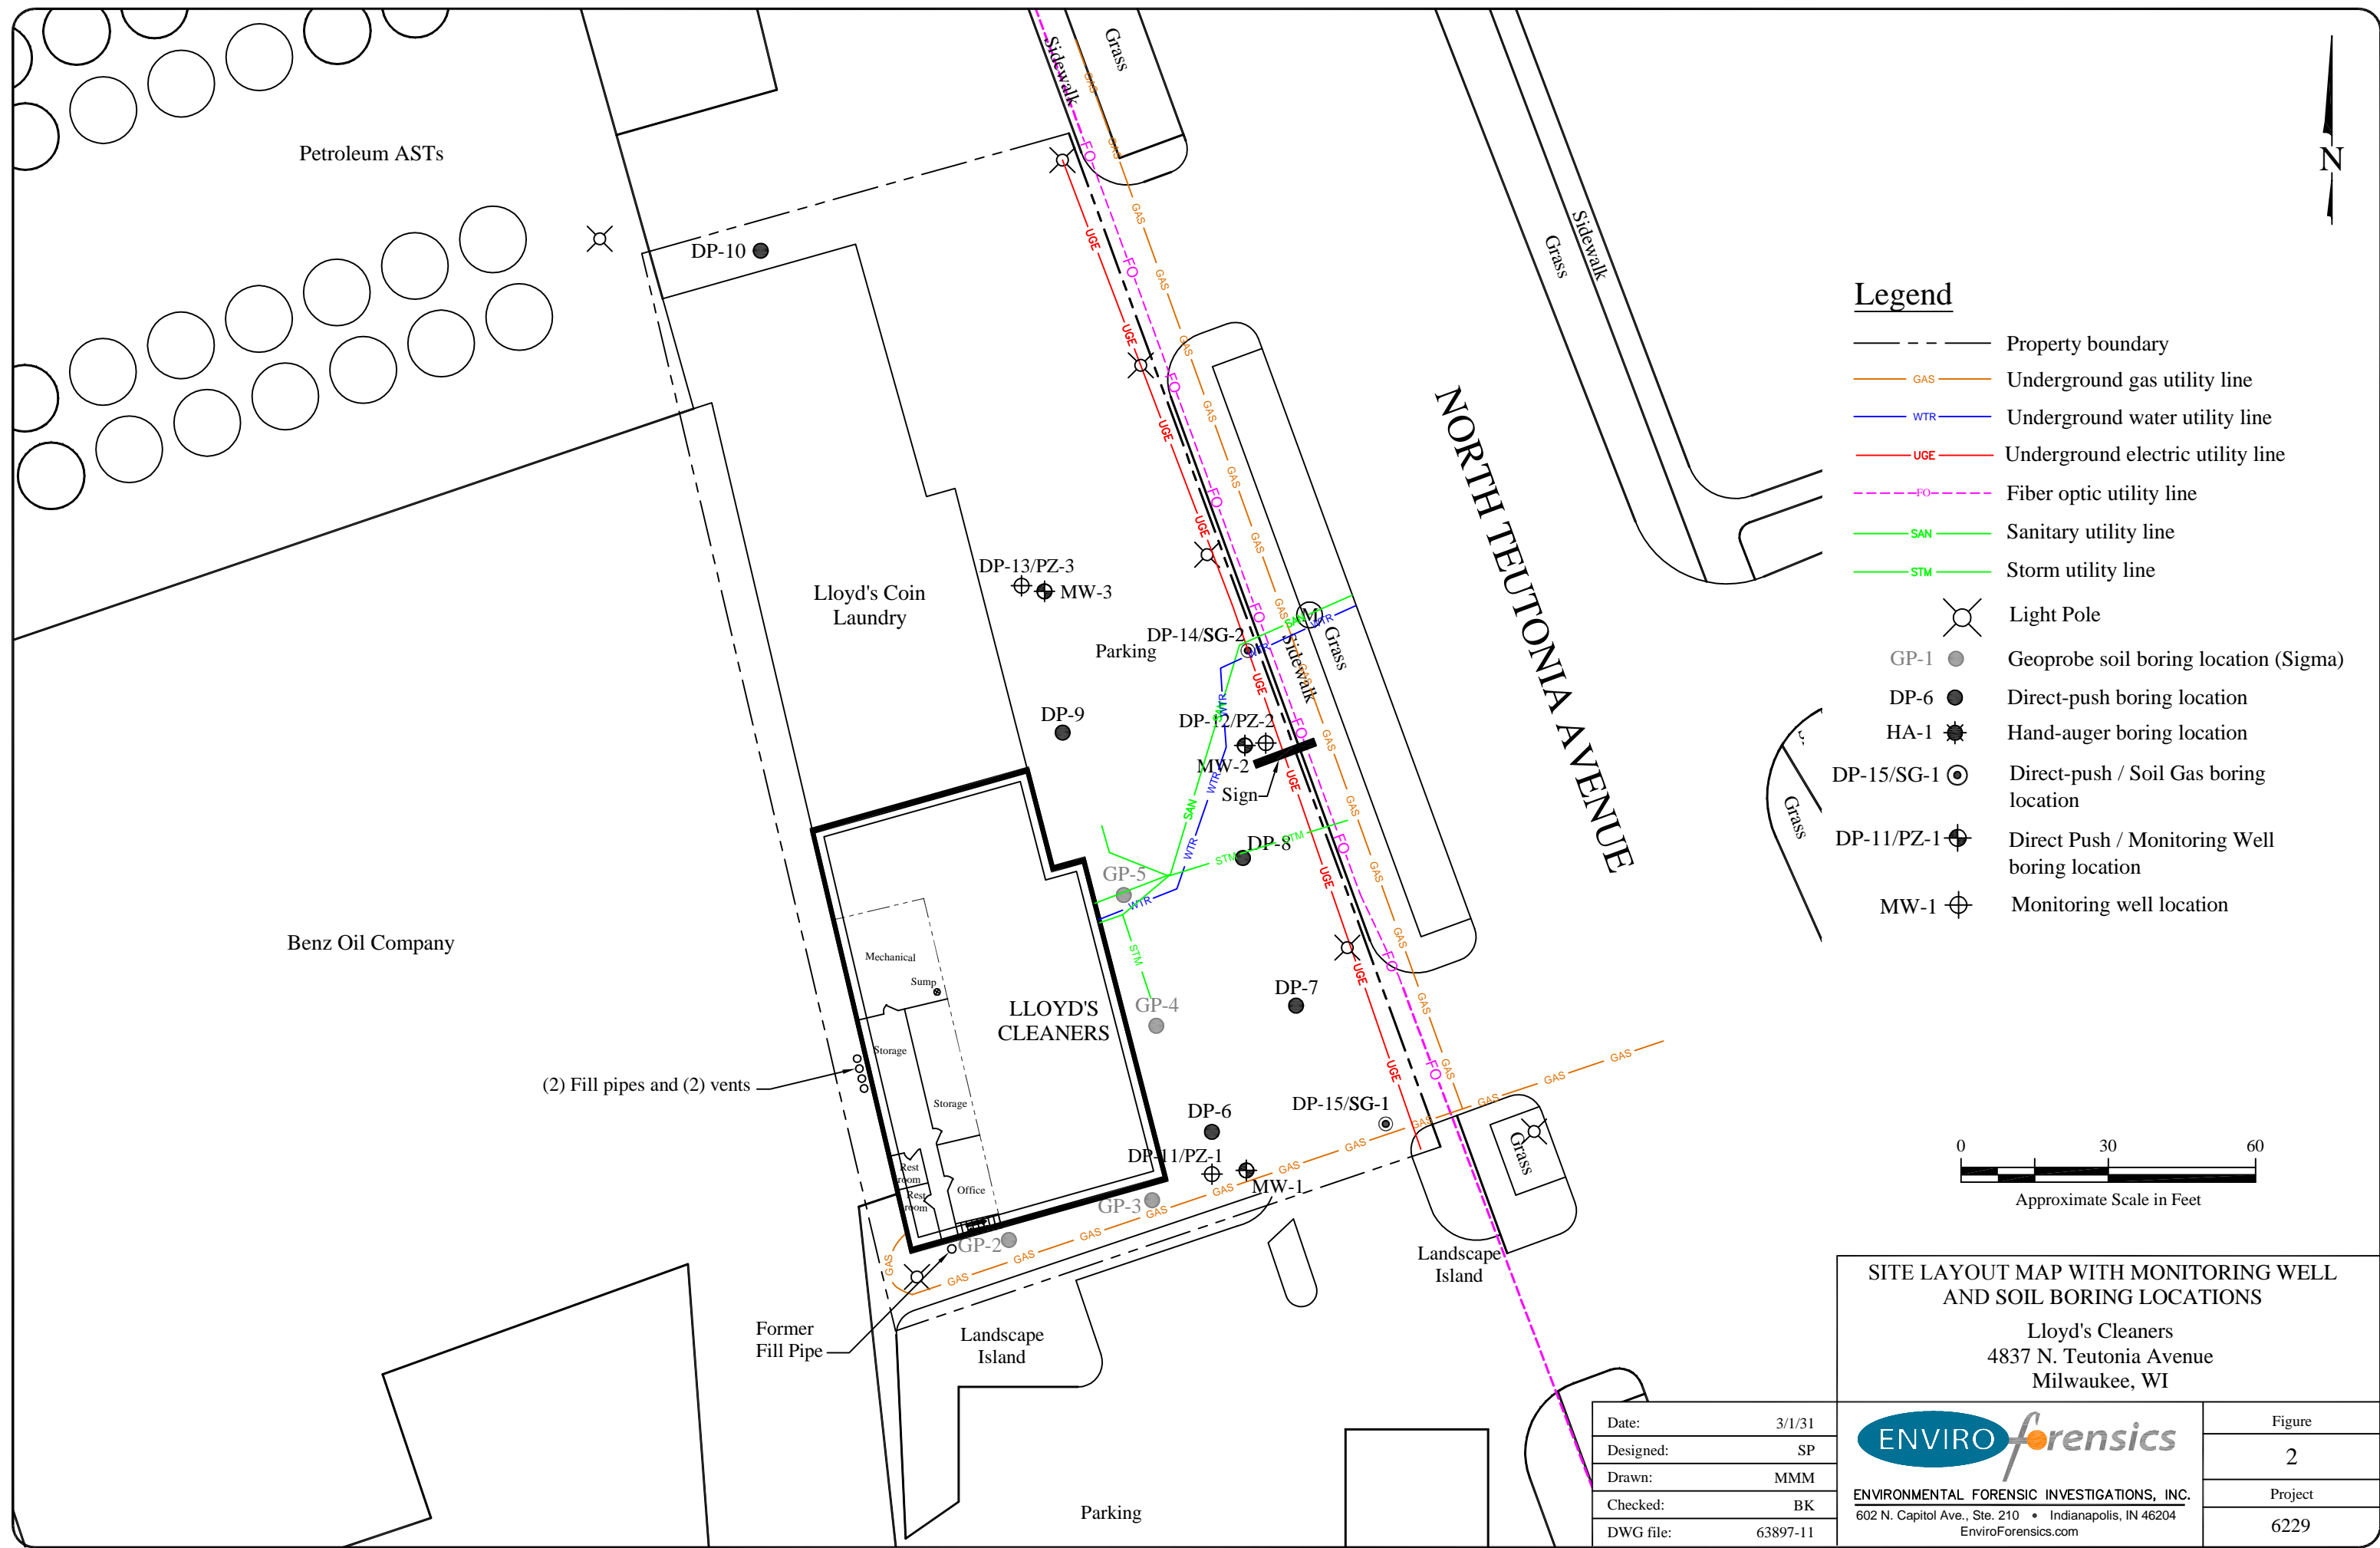 Petroleum ASTs
Sidewalk
Grass
GAS
FO
UGE
N
DP-10
Grass
Sidewalk
NORTH TEUTONIA AVENUE
Lloyd's Coin
Laundry
DP-13/PZ-3
MW-3
Parking
DP-14/SG-2
M
SAN
WTR
Grass
Sidewalk
DP-9
DP-12/PZ-2
MW-2
Sign
DP-8
STM
GP-5
WTR
SAN
STM
Benz Oil Company
Mechanical
Sump
Storage
Storage
LLOYD'S
CLEANERS
GP-4
DP-7
(2) Fill pipes and (2) vents
Rest
room
Rest
room
Office
DP-6
DP-15/SG-1
DP-11/PZ-1
MW-1
GP-3
GP-2
GAS
Grass
Landscape
Island
Former
Fill Pipe
Landscape
Island
Parking
Grass
Legend
Property boundary
GAS Underground gas utility line
WTR Underground water utility line
UGE Underground electric utility line
FO Fiber optic utility line
SAN Sanitary utility line
STM Storm utility line
Light Pole
GP-1 Geoprobe soil boring location (Sigma)
DP-6 Direct-push boring location
HA-1 Hand-auger boring location
DP-15/SG-1 Direct-push / Soil Gas boring
location
DP-11/PZ-1 Direct Push / Monitoring Well
boring location
MW-1 Monitoring well location
0 30 60
Approximate Scale in Feet
SITE LAYOUT MAP WITH MONITORING WELL
AND SOIL BORING LOCATIONS
Lloyd's Cleaners
4837 N. Teutonia Avenue
Milwaukee, WI
Date: 3/1/31
Designed: SP
Drawn: MMM
Checked: BK
DWG file: 63897-11
ENVIRO forensics
ENVIRONMENTAL FORENSIC INVESTIGATIONS, INC.
602 N. Capitol Ave., Ste. 210 • Indianapolis, IN 46204
EnviroForensics.com
Figure
2
Project
6229